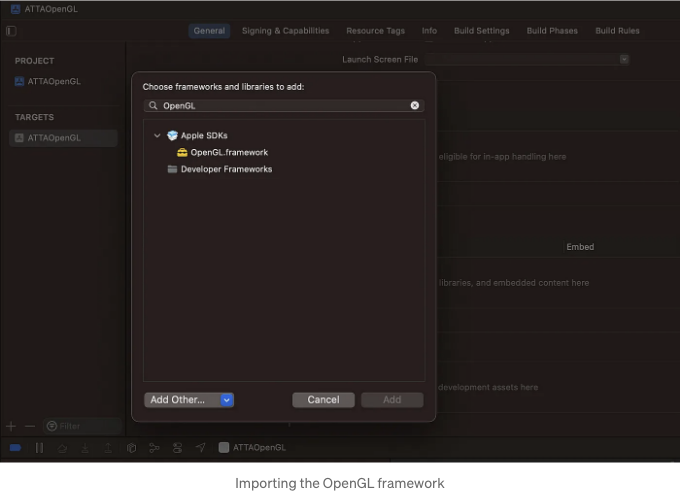 ATTAOpenGL
General Signing & Capabilities Resource Tags Info Build Settings Build Phases Build Rules
PROJECT
ATTAOpenGL
TARGETS
ATTAOpenGL
Launch Screen File
Choose frameworks and libraries to add:
OpenGL
Apple SDKs
OpenGL.framework
Developer Frameworks
eligible for in-app handling here
Embed
libraries, and embedded content here
development assets here
Add Other... Cancel Add
Filter
ATTAOpenGL
Importing the OpenGL framework